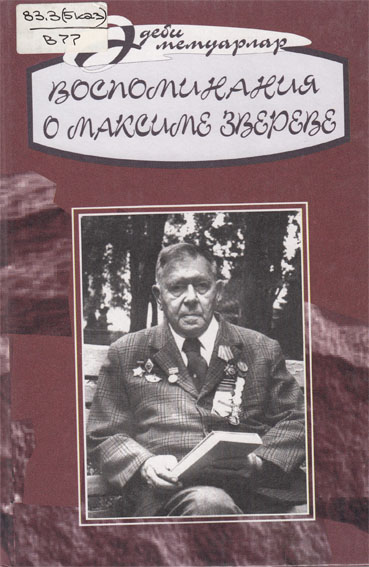 83.3(5каз)
В77
Әдеби
мемуарлар
ВОСПОМИНАНИЯ
О МАКСИМЕ ЗВЕРЕВЕ